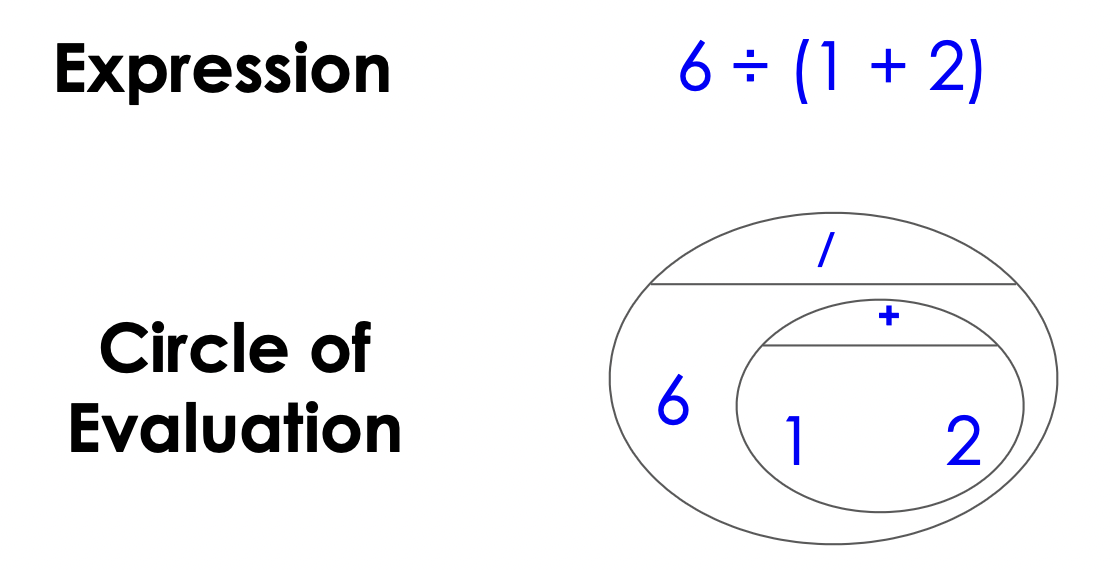 Expression
6 ÷ (1 + 2)
/
+
Circle of
Evaluation
6
1 2